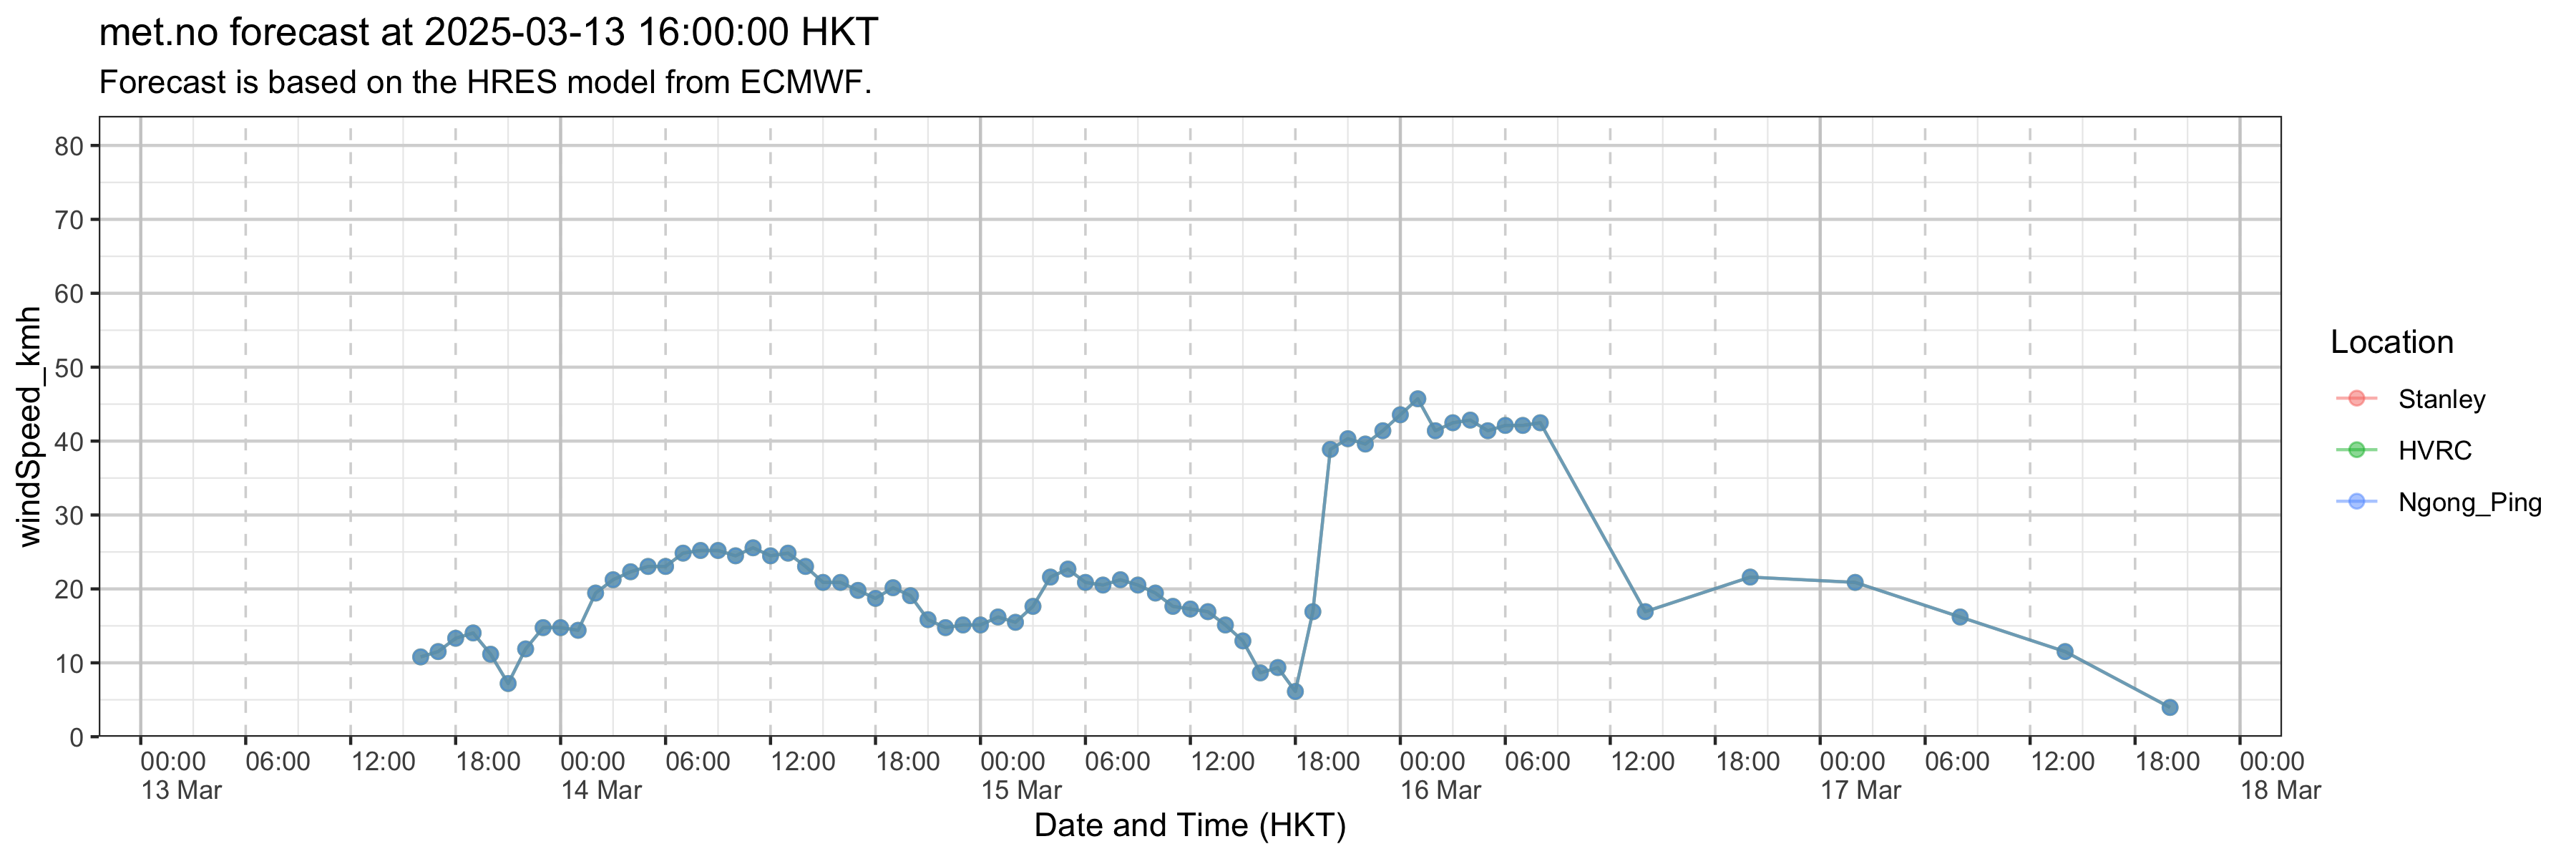 met.no forecast at 2025-03-13 16:00:00 HKT
Forecast is based on the HRES model from ECMWF.
80
70
60
50
40
30
20
10
0
windSpeed_kmh
00:00 06:00 12:00 18:00 00:00 06:00 12:00 18:00 00:00 06:00 12:00 18:00 00:00 06:00 12:00 18:00 00:00 06:00 12:00 18:00 00:00
13 Mar 14 Mar 15 Mar 16 Mar 17 Mar 18 Mar
Date and Time (HKT)
Location
Stanley
HVRC
Ngong_Ping